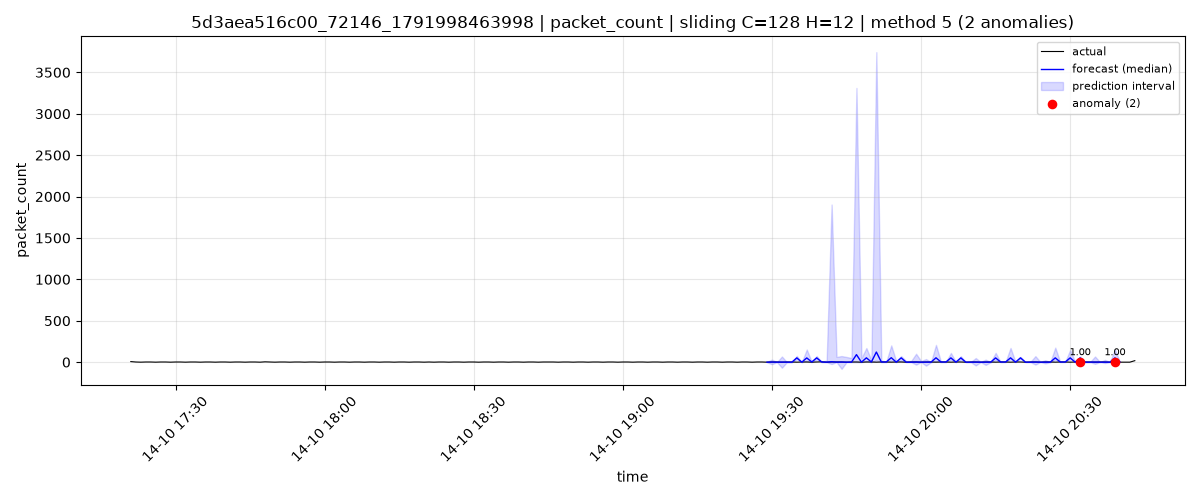 5d3aea516c00_72146_1791998463998 | packet_count | sliding C=128 H=12 | method 5 (2 anomalies)
actual
forecast (median)
prediction interval
anomaly (2)
packet_count
3500
3000
2500
2000
1500
1000
500
0
1.00 1.00
14-10 17:30
14-10 18:00
14-10 18:30
14-10 19:00
14-10 19:30
14-10 20:00
14-10 20:30
time